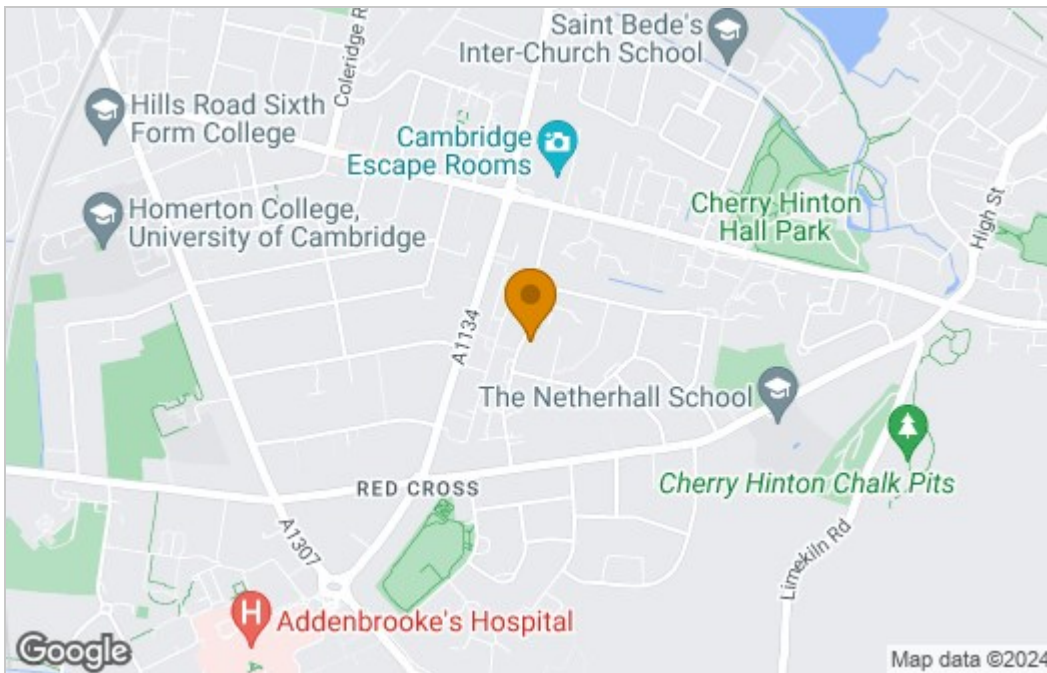 Saint Bede's
Inter-Church School
Coleridge R
Hills Road Sixth
Form College
Cambridge
Escape Rooms
Cherry Hinton
Hall Park
High St
Homerton College,
University of Cambridge
A1134
The Netherhall School
RED CROSS
Cherry Hinton Chalk Pits
A1307
Limekiln Rd
H
Addenbrooke's Hospital
Google
Map data ©2024